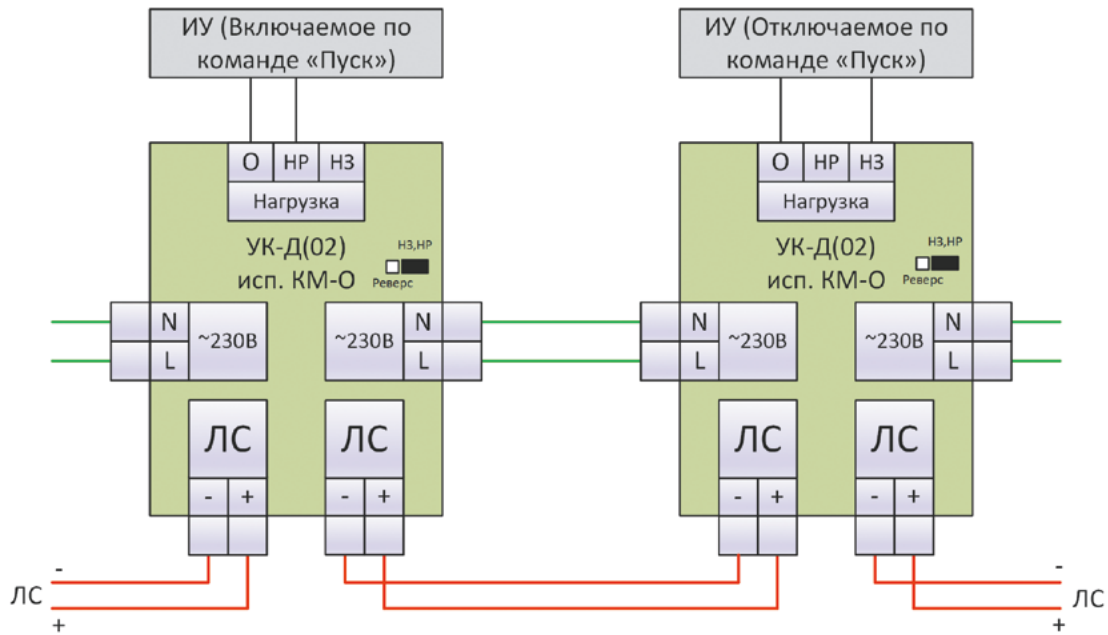 ИУ (Включаемое по
команде «Пуск»)
ИУ (Отключаемое по
команде «Пуск»)
О НР НЗ
Нагрузка
О НР НЗ
Нагрузка
УК-Д(02)
исп. КМ-О
НЗ,НР
Реверс
УК-Д(02)
исп. КМ-О
НЗ,НР
Реверс
N
L
~230В
~230В
N
L
N
L
~230В
~230В
N
L
ЛС
- +
ЛС
- +
ЛС
- +
ЛС
- +
-
ЛС
+
-
ЛС
+